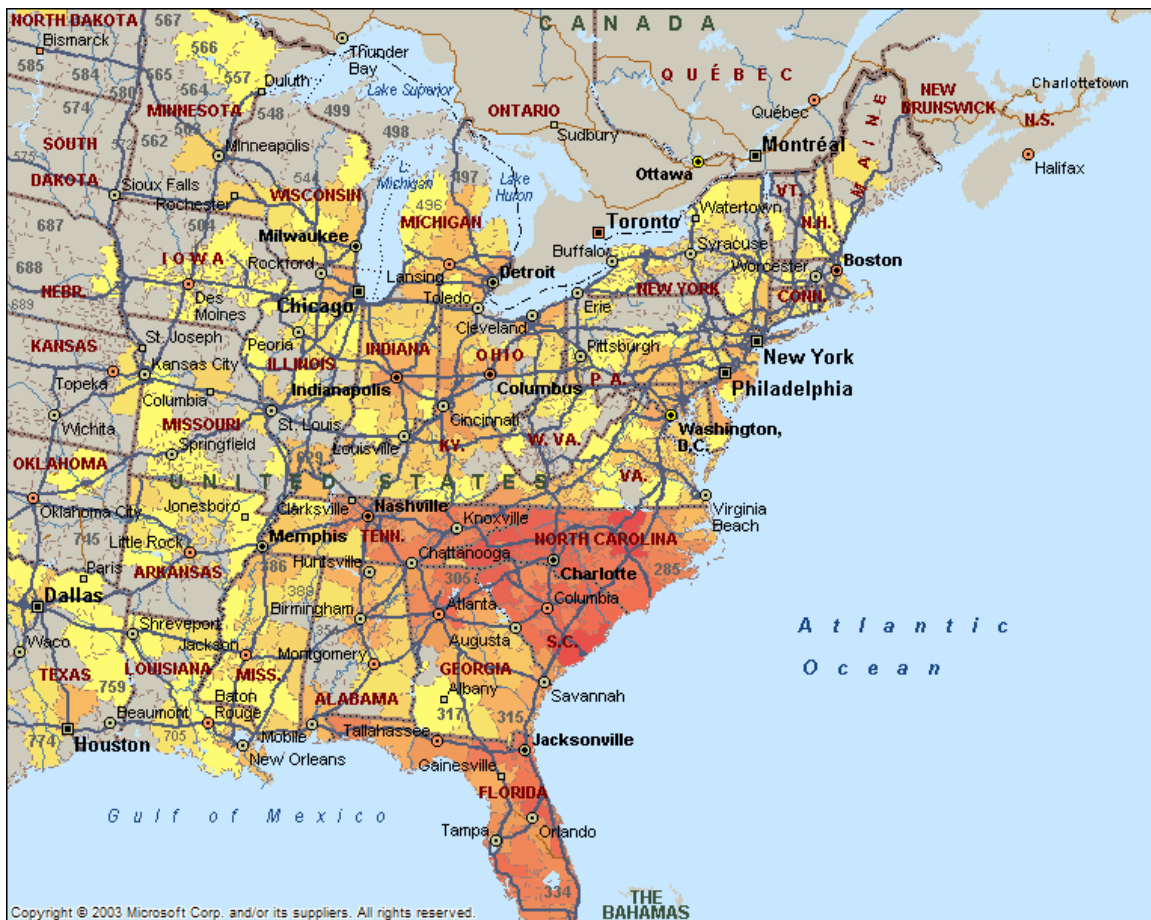 NORTH DAKOTA
567
CANADA
Bismarck
566
Thunder
Bay
585
584
565
557
QUÉBEC
580
564
Duluth
Lake Superior
Charlottetown
574
MINNESOTA
548
499
ONTARIO
Québec
NEW
BRUNSWICK
MAINE
N.S.
562
563
498
Sudbury
SOUTH
DAKOTA
572
575
Minneapolis
Montréal
Halifax
544
L.
Michigan
497
Lake
Huron
Ottawa
Sioux Falls
Rochester
WISCONSIN
496
MICHIGAN
VT.
N.H.
Watertown
687
504
Milwaukee
Toronto
Buffalo
Syracuse
688
IOWA
Rockford
Lansing
Detroit
Worcester
Boston
689
NEBR.
Des
Moines
Chicago
Toledo
Erie
NEW YORK
CONN.
Cleveland
St. Joseph
Peoria
KANSAS
Kansas City
ILLINOIS
INDIANA
OHIO
Pittsburgh
New York
Topeka
Columbia
Indianapolis
Columbus
PA.
Philadelphia
MISSOURI
St. Louis
Cincinnati
Washington,
D.C.
Wichita
Springfield
Louisville
KY.
W. VA.
OKLAHOMA
629
VA.
UNITED STATES
Oklahoma City
Jonesboro
Clarksville
Nashville
Virginia
Beach
Knoxville
745
Little Rock
Memphis
TENN.
NORTH CAROLINA
Paris
ARKANSAS
386
Huntsville
Chattanooga
305
Charlotte
285
Dallas
389
Birmingham
Atlanta
Columbia
Atlantic
Ocean
Shreveport
354
Augusta
Waco
Jackson
Montgomery
S.C.
TEXAS
LOUISIANA
MISS.
GEORGIA
759
Baton
Rouge
ALABAMA
Albany
Savannah
Beaumont
317
315
774
Houston
705
Mobile
Tallahassee
Jacksonville
New Orleans
Gainesville
FLORIDA
Gulf of Mexico
Tampa
Orlando
334
THE
BAHAMAS
Copyright © 2003 Microsoft Corp. and/or its suppliers. All rights reserved.